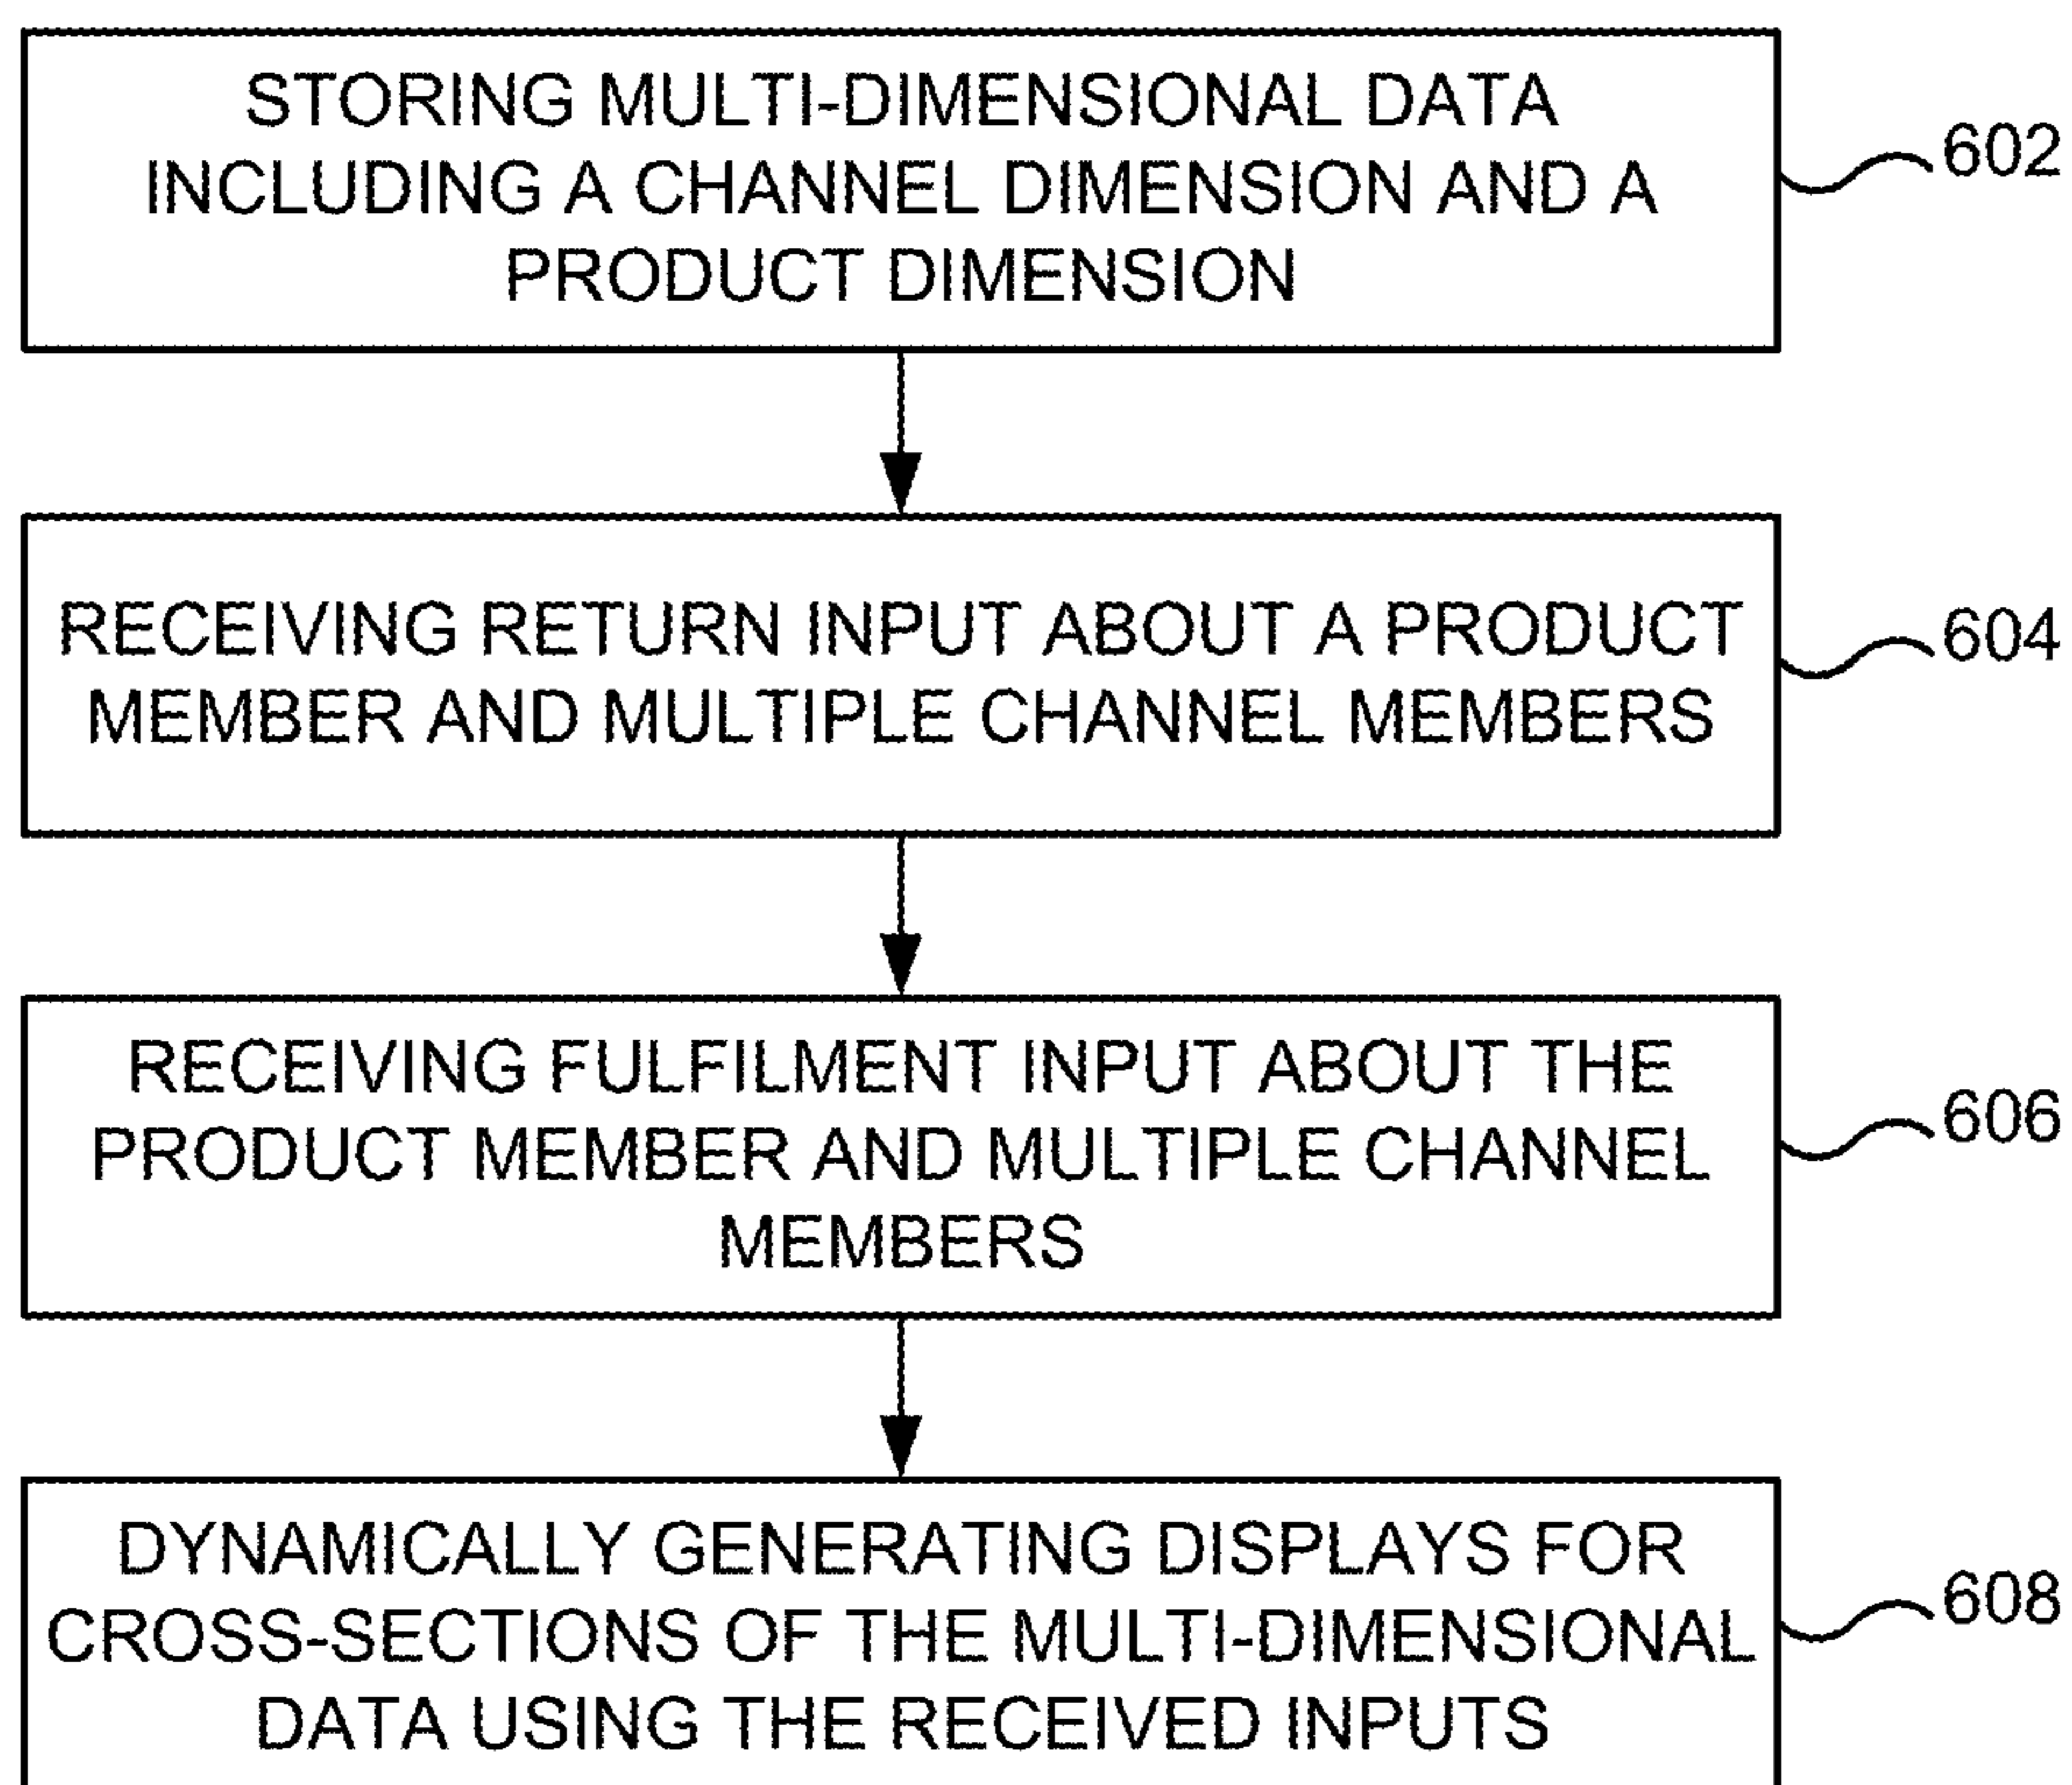 STORING MULTI-DIMENSIONAL DATA
INCLUDING A CHANNEL DIMENSION AND A
PRODUCT DIMENSION
602
RECEIVING RETURN INPUT ABOUT A PRODUCT
MEMBER AND MULTIPLE CHANNEL MEMBERS
604
RECEIVING FULFILMENT INPUT ABOUT THE
PRODUCT MEMBER AND MULTIPLE CHANNEL
MEMBERS
606
DYNAMICALLY GENERATING DISPLAYS FOR
CROSS-SECTIONS OF THE MULTI-DIMENSIONAL
DATA USING THE RECEIVED INPUTS
608